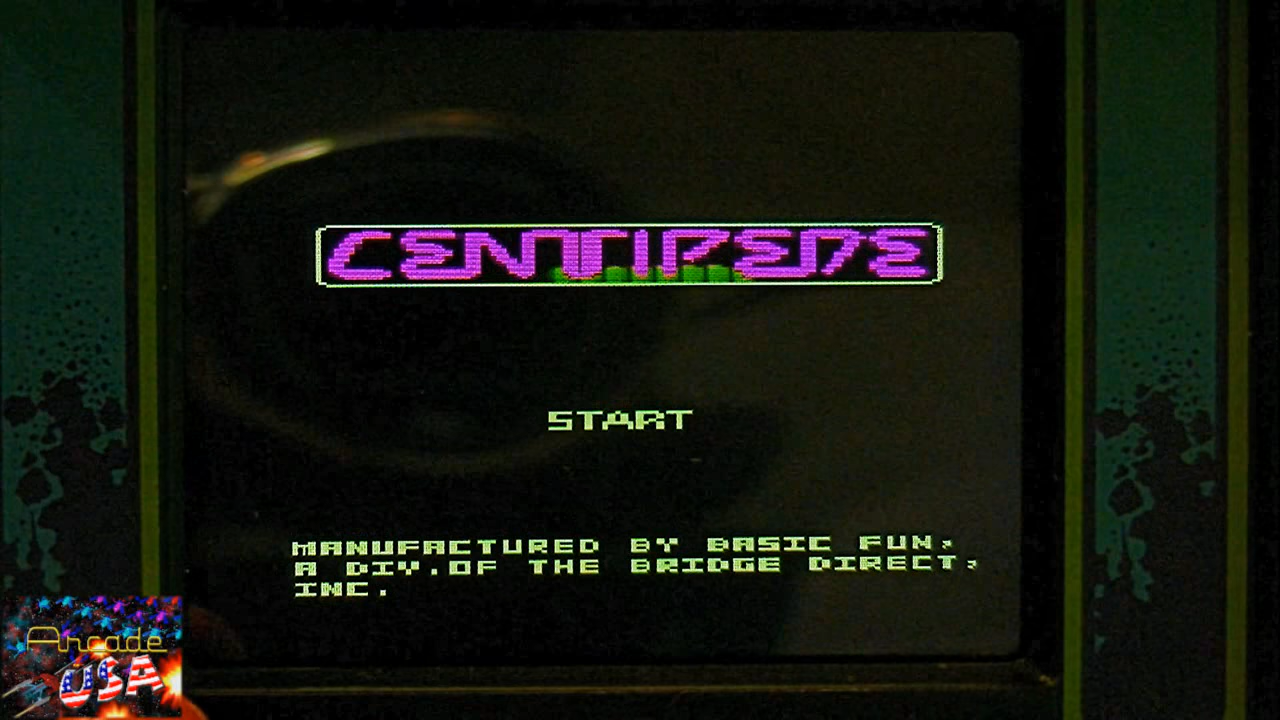 CENTIPEDE
START
MANUFACTURED BY BASIC FUN,
A DIV.OF THE BRIDGE DIRECT,
INC.
Arcade
USA